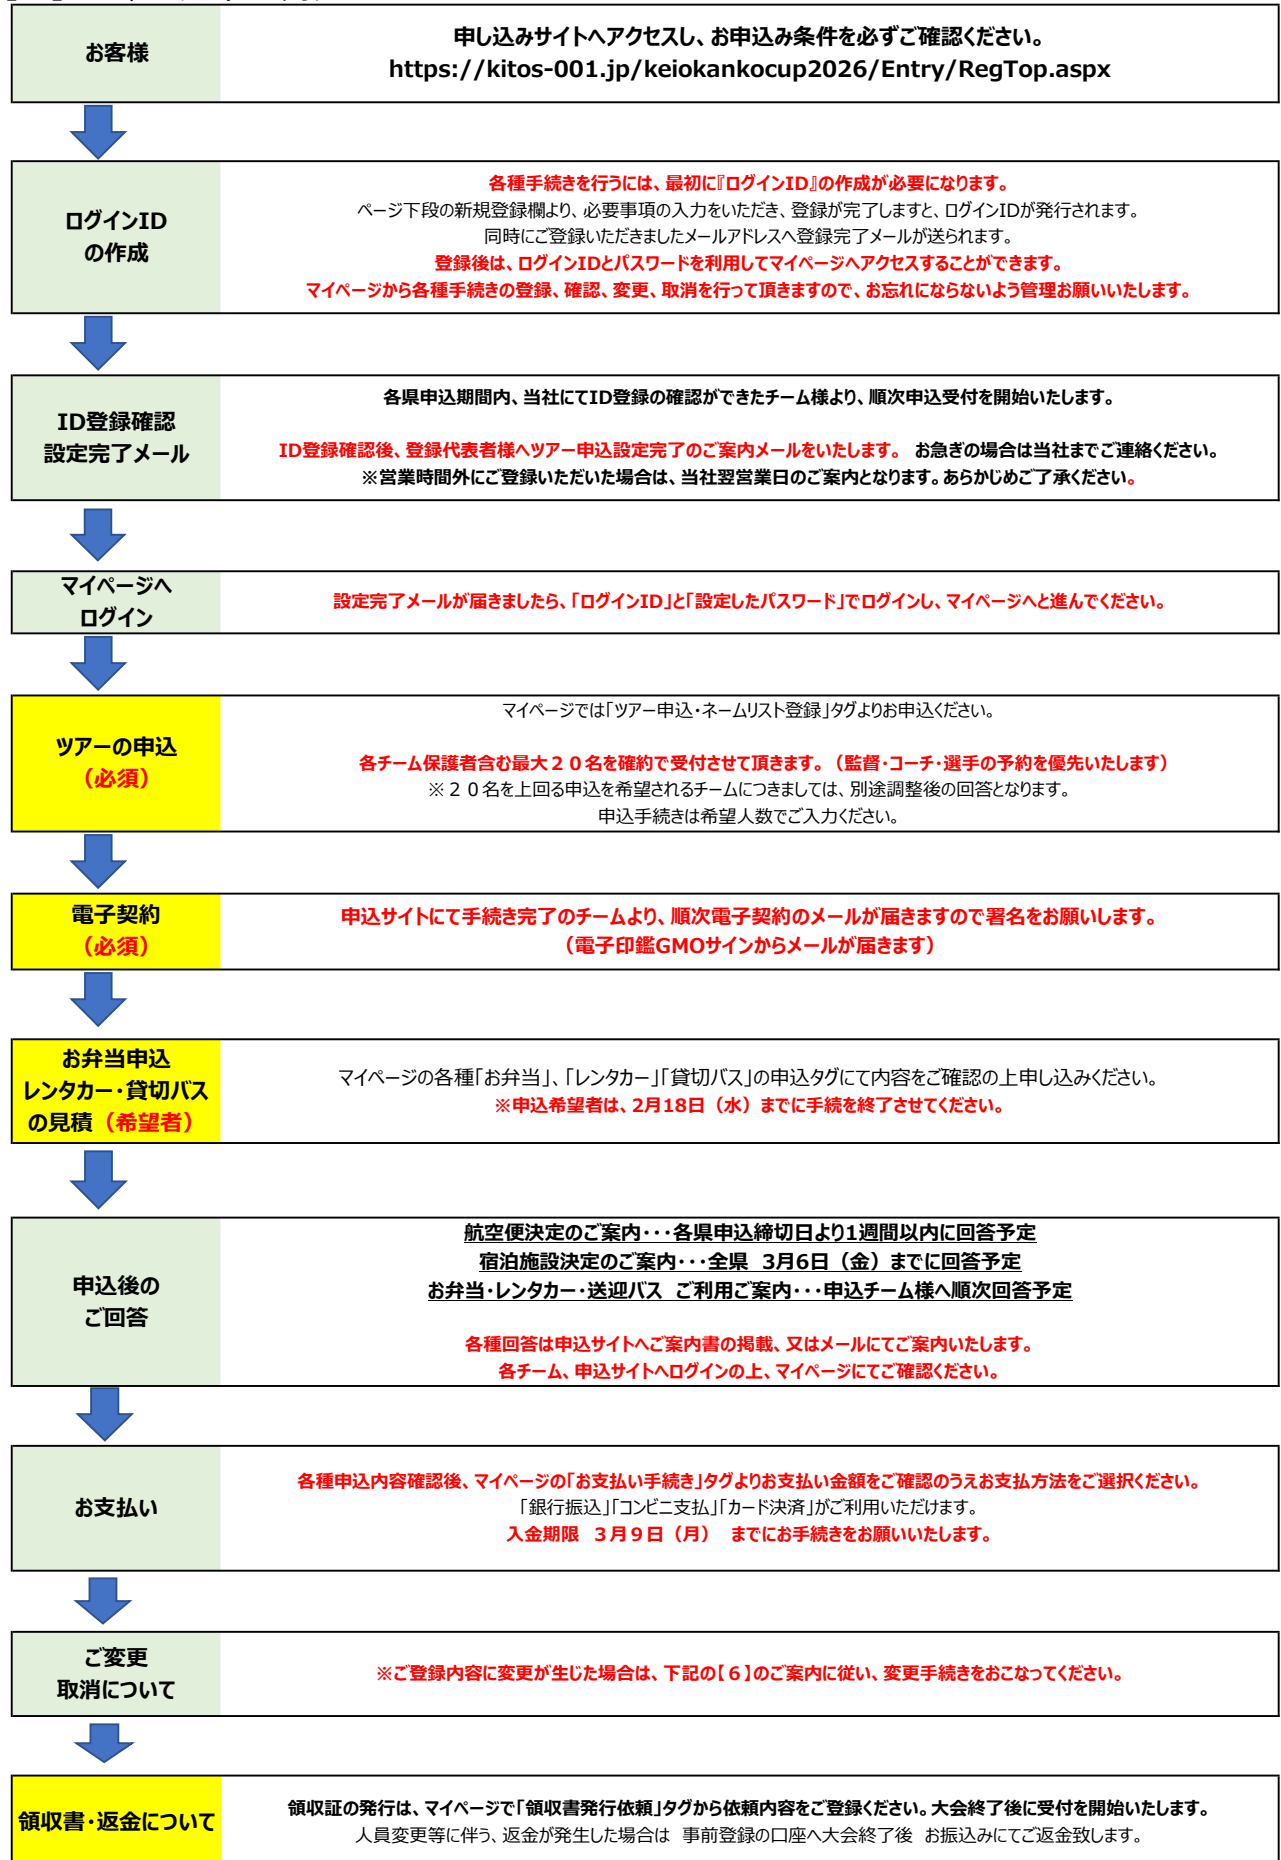 お客様
申し込みサイトへアクセスし、お申込み条件を必ずご確認ください。
https://kitos-001.jp/keiokankocup2026/Entry/RegTop.aspx
ログインID
の作成
各種手続きを行うには、最初に『ログインID』の作成が必要になります。
ページ下段の新規登録欄より、必要事項の入力をいただき、登録が完了しますと、ログインIDが発行されます。
同時にご登録いただきましたメールアドレスへ登録完了メールが送られます。
登録後は、ログインIDとパスワードを利用してマイページへアクセスすることができます。
マイページから各種手続きの登録、確認、変更、取消を行って頂きますので、お忘れにならないよう管理お願いいたします。
ID登録確認
設定完了メール
各県申込期間内、当社にてID登録の確認ができたチーム様より、順次申込受付を開始いたします。
ID登録確認後、登録代表者様へツアー申込設定完了のご案内メールをいたします。 お急ぎの場合は当社までご連絡ください。
※営業時間外にご登録いただいた場合は、当社翌営業日のご案内となります。あらかじめご了承ください。
マイページへ
ログイン
設定完了メールが届きましたら、「ログインID」と「設定したパスワード」でログインし、マイページへと進んでください。
ツアーの申込
（必須）
マイページでは「ツアー申込・ネームリスト登録」タグよりお申込ください。
各チーム保護者含む最大２０名を確約で受付させて頂きます。（監督・コーチ・選手の予約を優先いたします）
※２０名を上回る申込を希望されるチームにつきましては、別途調整後の回答となります。
申込手続きは希望人数でご入力ください。
電子契約
（必須）
申込サイトにて手続き完了のチームより、順次電子契約のメールが届きますので署名をお願いします。
（電子印鑑GMOサインからメールが届きます）
お弁当申込
レンタカー・貸切バス
の見積（希望者）
マイページの各種「お弁当」、「レンタカー」「貸切バス」の申込タグにて内容をご確認の上申し込みください。
※申込希望者は、2月18日（水）までに手続を終了させてください。
申込後の
ご回答
航空便決定のご案内・・・各県申込締切日より1週間以内に回答予定
宿泊施設決定のご案内・・・全県 3月6日（金）までに回答予定
お弁当・レンタカー・送迎バス ご利用ご案内・・・申込チーム様へ順次回答予定
各種回答は申込サイトへご案内書の掲載、又はメールにてご案内いたします。
各チーム、申込サイトへログインの上、マイページにてご確認ください。
お支払い
各種申込内容確認後、マイページの「お支払い手続き」タグよりお支払い金額をご確認のうえお支払方法をご選択ください。
「銀行振込」「コンビニ支払」「カード決済」がご利用いただけます。
入金期限 ３月９日（月） までにお手続きをお願いいたします。
ご変更
取消について
※ご登録内容に変更が生じた場合は、下記の【６】のご案内に従い、変更手続きをおこなってください。
領収書・返金について
領収証の発行は、マイページで「領収書発行依頼」タグから依頼内容をご登録ください。大会終了後に受付を開始いたします。
人員変更等に伴う、返金が発生した場合は 事前登録の口座へ大会終了後 お振込みにてご返金致します。